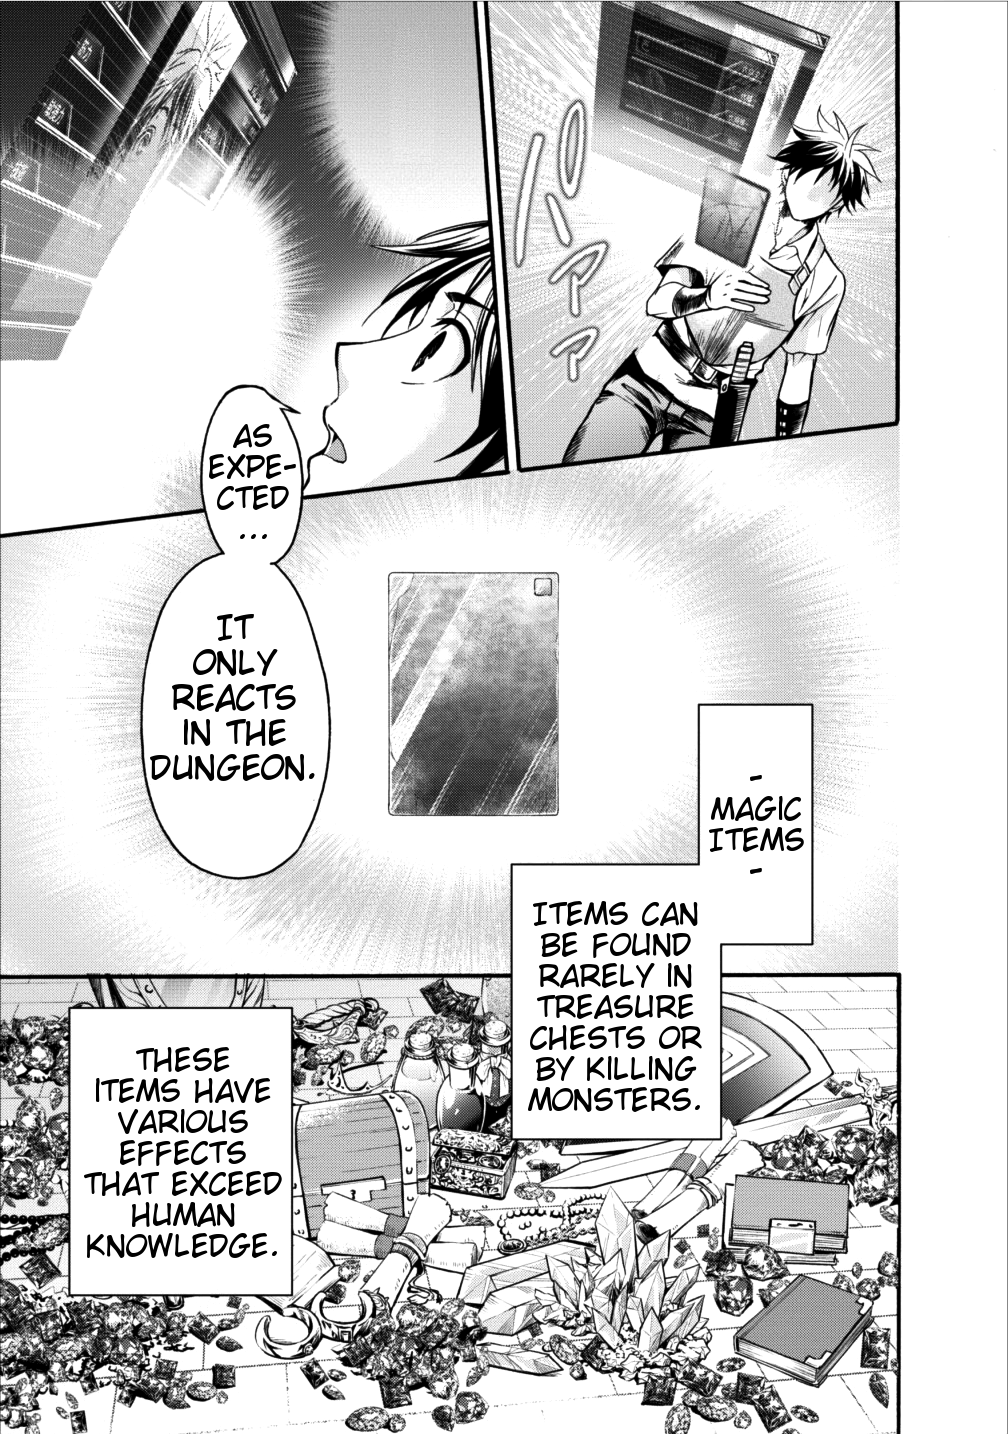 パアアア
AS
EXPE-
CTED
...
IT
ONLY
REACTS
IN THE
DUNGEON.
-
MAGIC
ITEMS
-
ITEMS CAN
BE FOUND
RARELY IN
TREASURE
CHESTS OR
BY KILLING
MONSTERS.
THESE
ITEMS HAVE
VARIOUS
EFFECTS
THAT EXCEED
HUMAN
KNOWLEDGE.